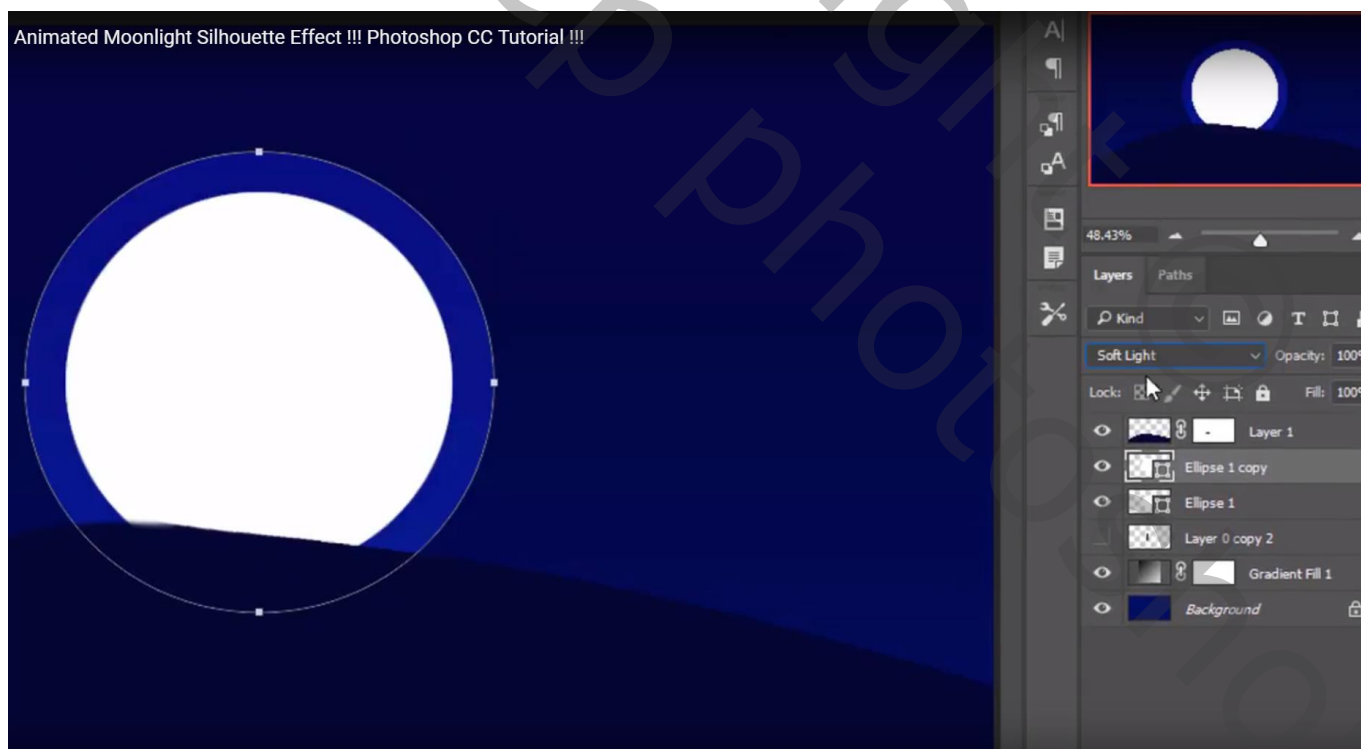 Animated Moonlight Silhouette Effect !!! Photoshop CC Tutorial !!!
A|
A
48,43%
Layers Paths
Kind T
Soft Light Opacity: 100%
Lock: Fill: 100%
Layer 1
Ellipse 1 copy
Ellipse 1
Layer 0 copy 2
Gradient Fill 1
Background